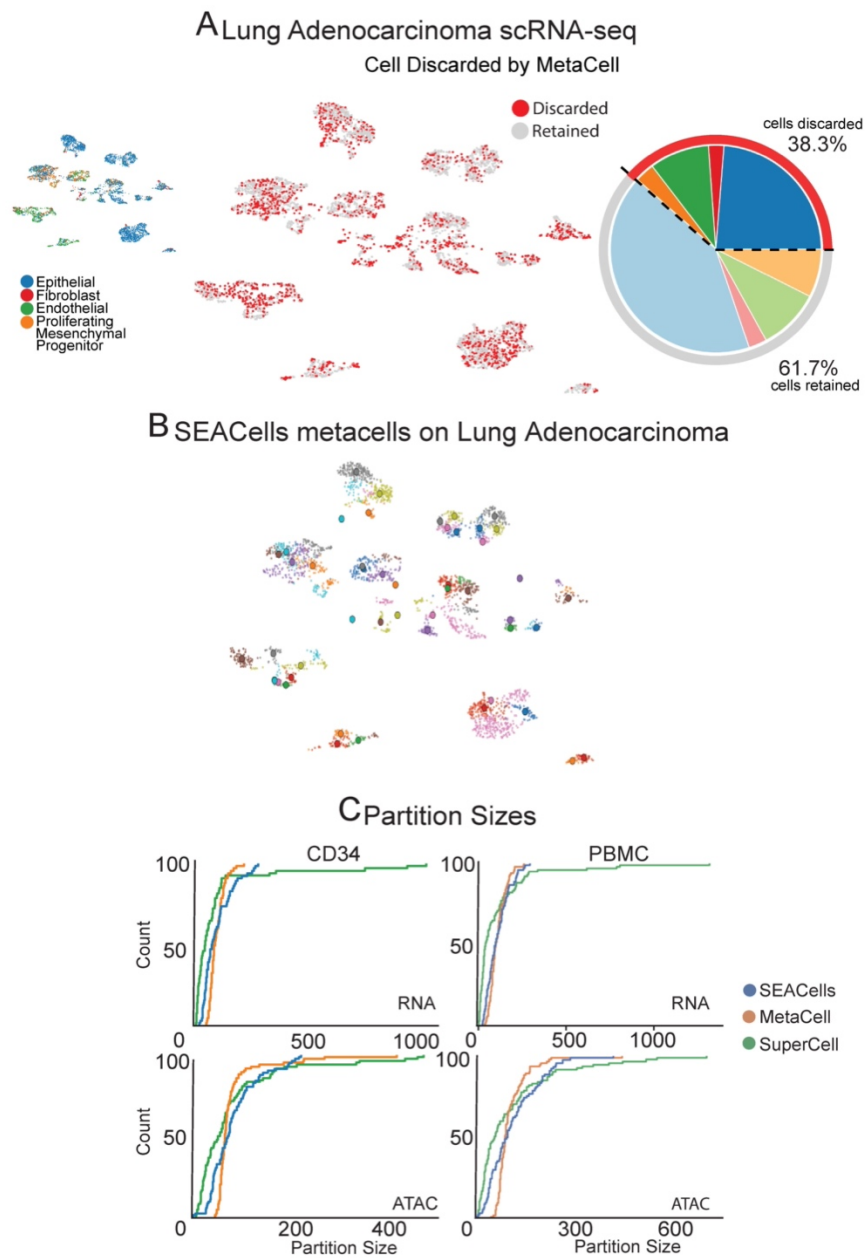 A Lung Adenocarcinoma scRNA-seq
Cell Discarded by MetaCell
Discarded
Retained
cells discarded
38.3%
Epithelial
Fibroblast
Endothelial
Proliferating
Mesenchymal
Progenitor
61.7%
cells retained
B SEACells metacells on Lung Adenocarcinoma
C Partition Sizes
CD34
PBMC
100
50
Count
0
500
1000
RNA
100
50
0
500
1000
RNA
SEACells
MetaCell
SuperCell
100
50
Count
0
200
400
ATAC
Partition Size
100
50
0
300
600
ATAC
Partition Size